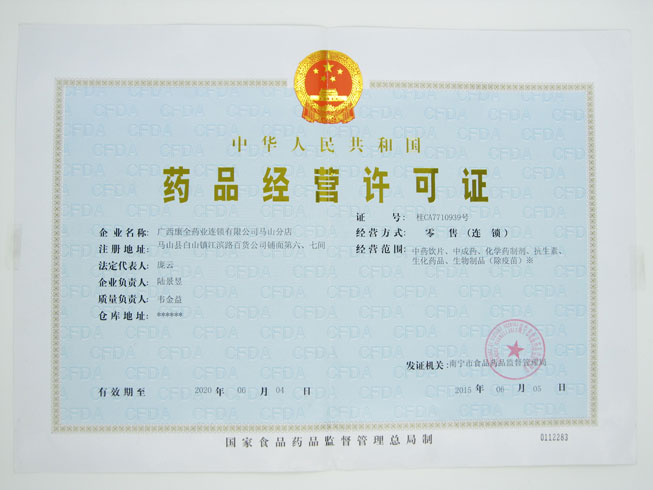 中华人民共和国
药品经营许可证
证 号: 桂CA7710939号
企业名称: 广西康全药业连锁有限公司马山分店
经营方式: 零 售（连 锁）
注册地址: 马山县白山镇江滨路百货公司铺面第六、七间
经营范围: 中药饮片、中成药、化学药制剂、抗生素、
生化药品、生物制品（除疫苗）※
法定代表人: 庞云
企业负责人: 陆景昱
质量负责人: 韦金益
仓库地址: ******
发证机关: 南宁市食品药品监督管理局
有效期至 2020 年 06 月 04 日
2015 年 06 月 05 日
国家食品药品监督管理总局制
0112283
CFDA